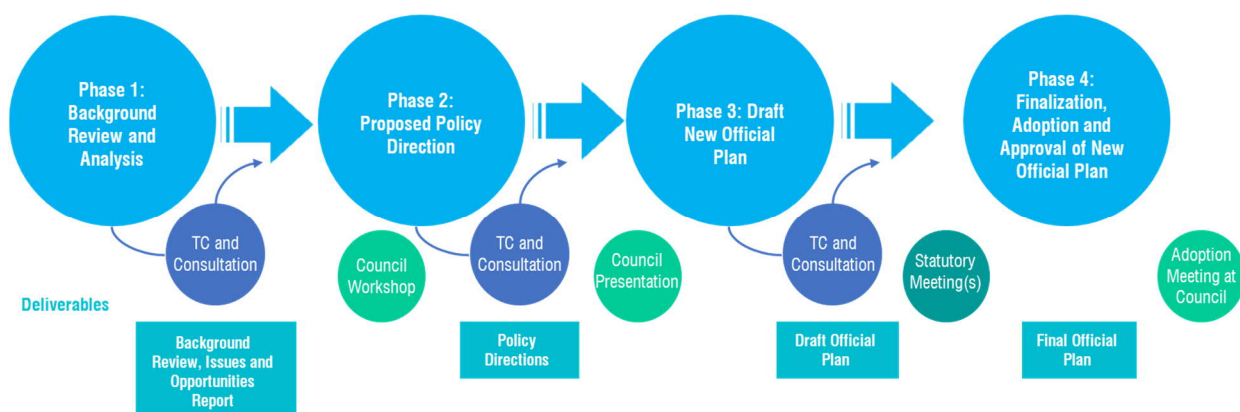 Phase 1:
Background
Review and
Analysis
Phase 2:
Proposed Policy
Direction
Phase 3: Draft
New Official
Plan
Phase 4:
Finalization,
Adoption and
Approval of New
Official Plan
TC and
Consultation
Council
Workshop
TC and
Consultation
Council
Presentation
TC and
Consultation
Statutory
Meeting(s)
Adoption
Meeting at
Council
Deliverables
Background
Review, Issues and
Opportunities
Report
Policy
Directions
Draft Official
Plan
Final Official
Plan